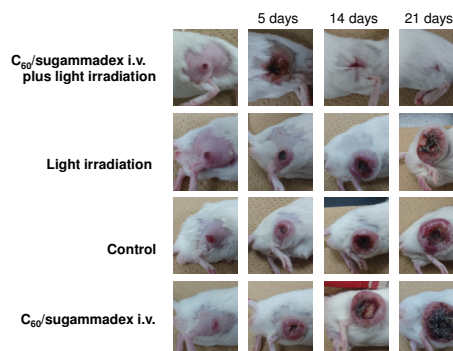 5 days 14 days 21 days
C60/sugammadex i.v.
plus light irradiation
Light irradiation
Control
C60/sugammadex i.v.